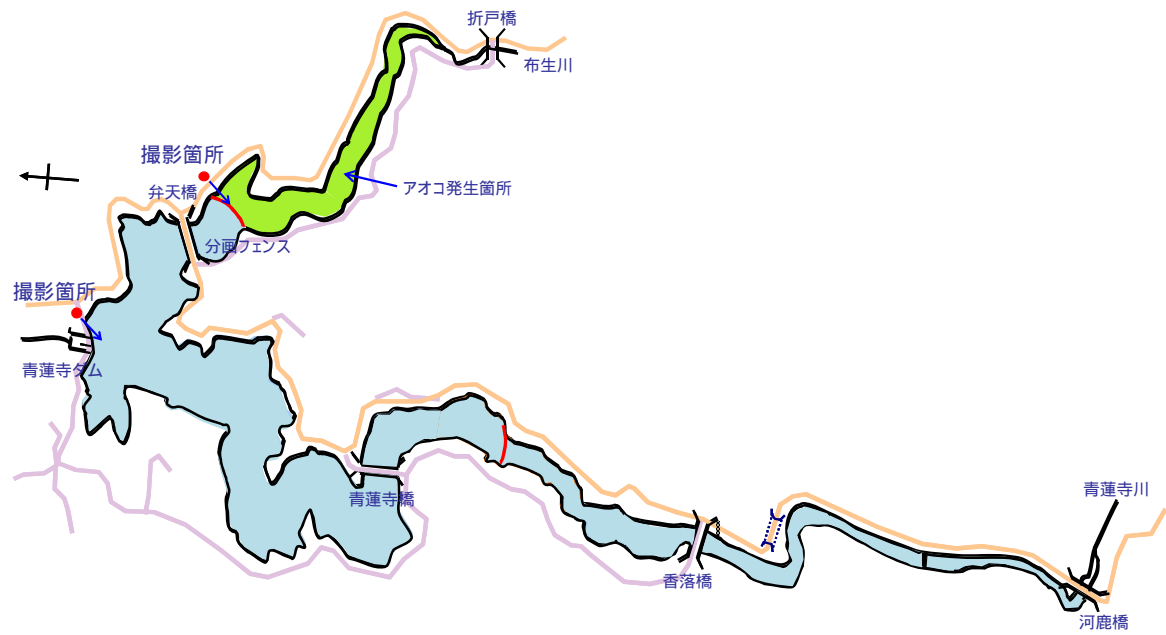 折戸橋
布生川
撮影箇所
アオコ発生箇所
弁天橋
分画フェンス
撮影箇所
青蓮寺ダム
青蓮寺橋
青蓮寺川
香落橋
河鹿橋